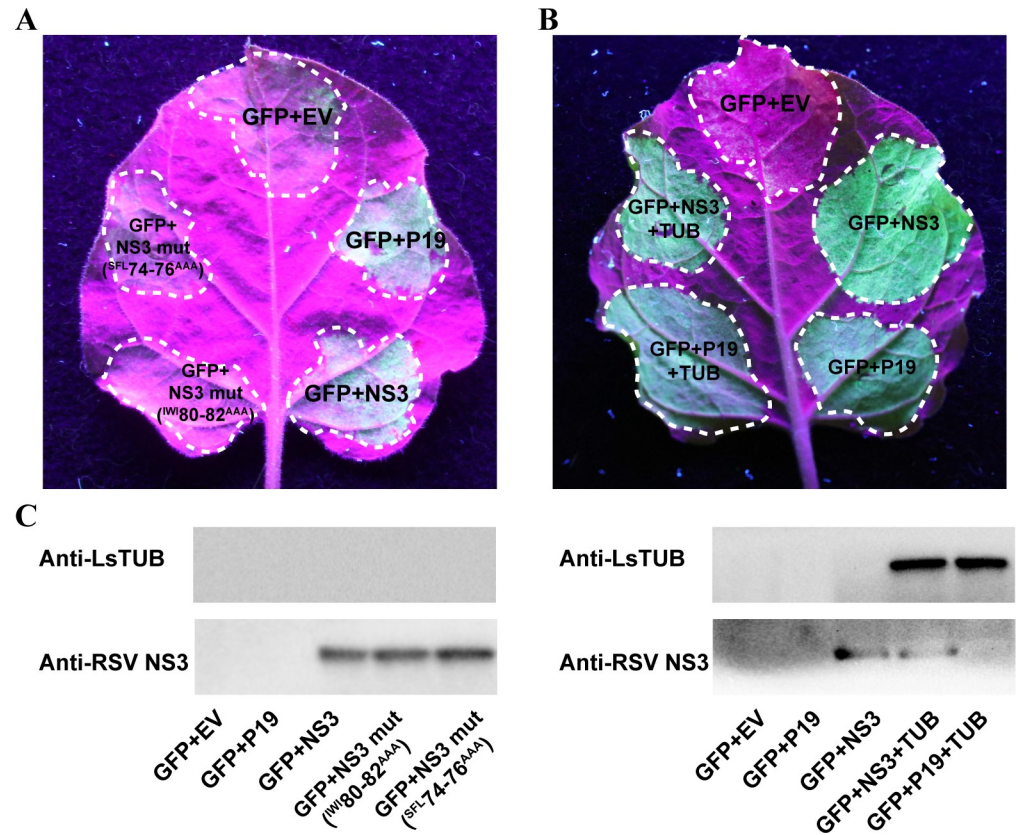 A
GFP+EV
GFP+
NS3 mut
(SFL74-76AAA)
GFP+P19
GFP+
NS3 mut
(IWI80-82AAA)
GFP+NS3
B
GFP+EV
GFP+NS3
+TUB
GFP+NS3
GFP+P19
+TUB
GFP+P19
C
Anti-LsTUB
Anti-RSV NS3
GFP+EV
GFP+P19
GFP+NS3
GFP+NS3 mut
(IWI80-82AAA)
GFP+NS3 mut
(SFL74-76AAA)
Anti-LsTUB
Anti-RSV NS3
GFP+EV
GFP+P19
GFP+NS3
GFP+NS3+TUB
GFP+P19+TUB